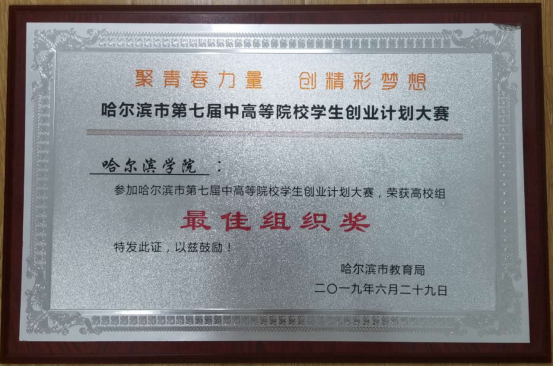 聚青春力量 创精彩梦想
哈尔滨市第七届中高等院校学生创业计划大赛
哈尔滨学院：
参加哈尔滨市第七届中高等院校学生创业计划大赛，荣获高校组
最佳组织奖
特发此证，以兹鼓励！
哈尔滨市教育局
二〇一九年六月二十九日